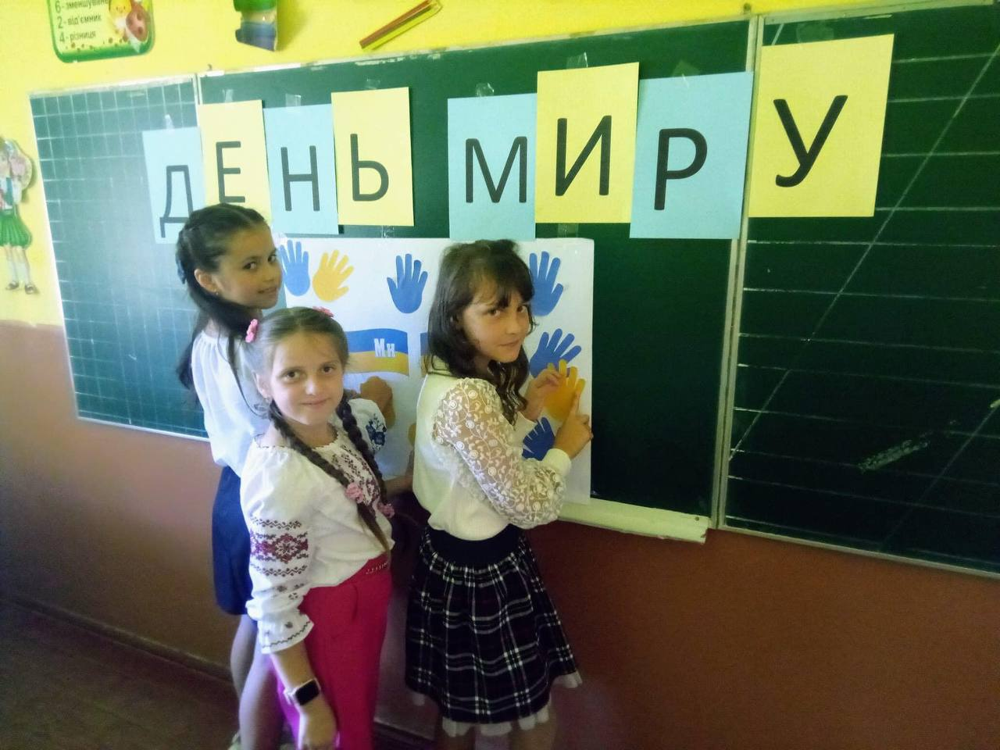 6- зменшуване
2- від'ємник
4- різниця
ДЕНЬ МИРУ
Ми